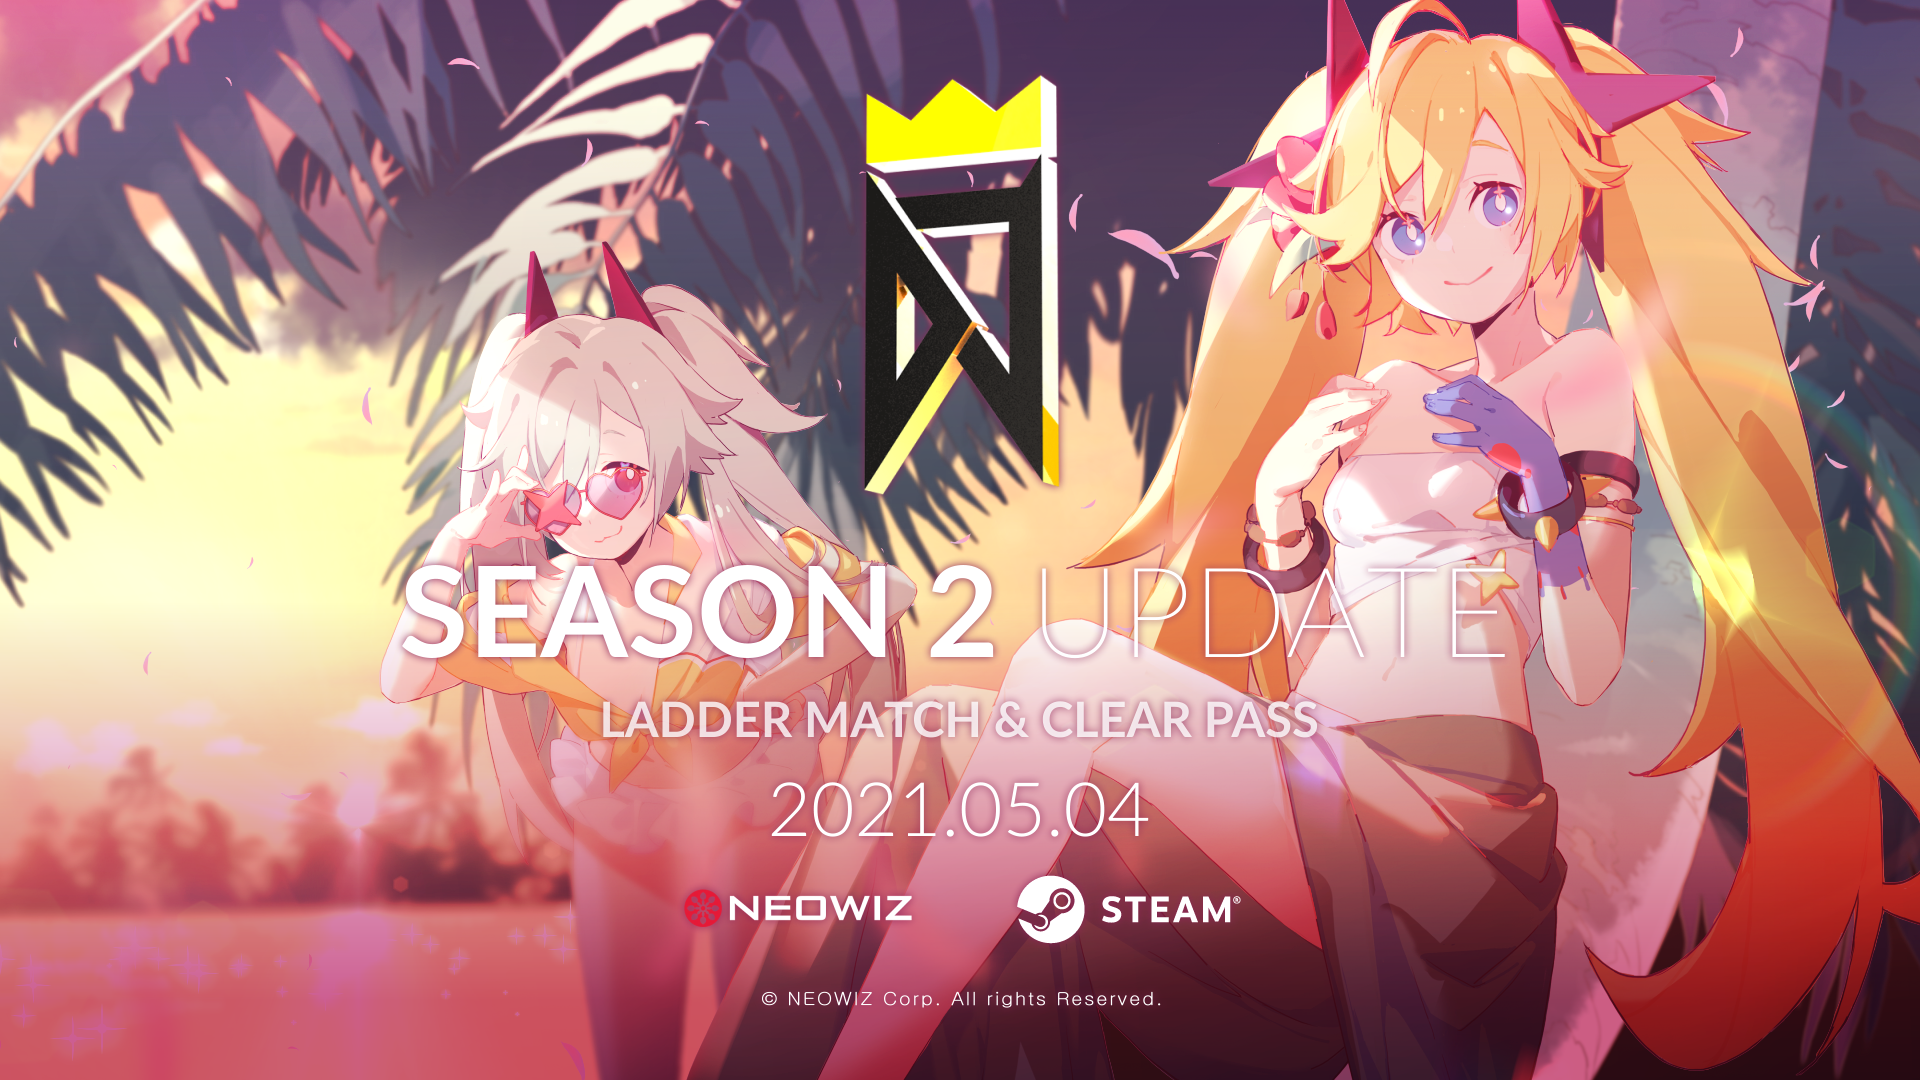 SEASON 2 UPDATE
LADDER MATCH & CLEAR PASS
2021.05.04
NEOWIZ STEAM®
© NEOWIZ Corp. All rights Reserved.